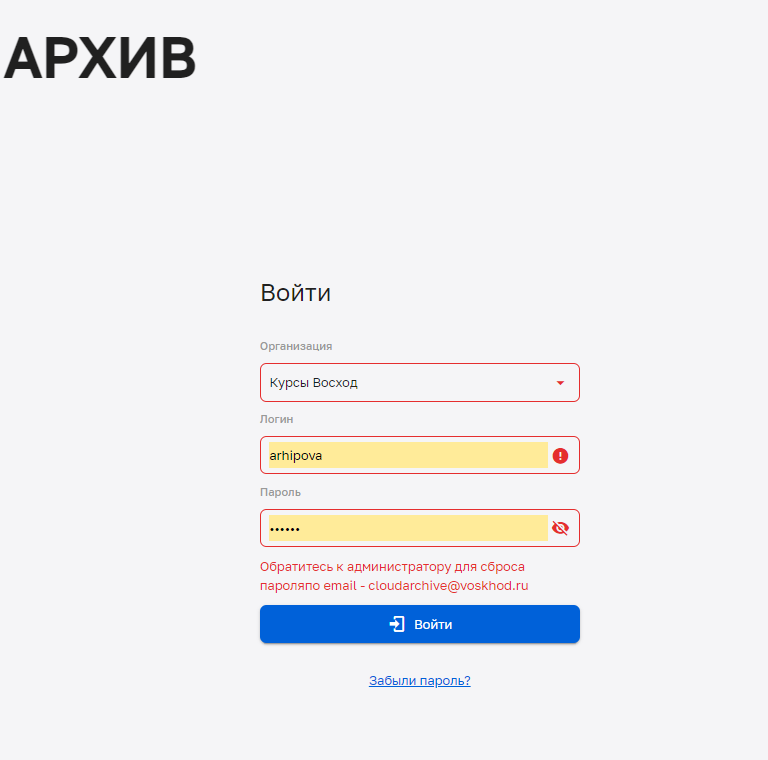 АРХИВ
Войти
Организация
Курсы Восход
Логин
arhipova
Пароль
••••••
Обратитесь к администратору для сброса
пароляпо email - cloudarchive@voskhod.ru
Войти
Забыли пароль?